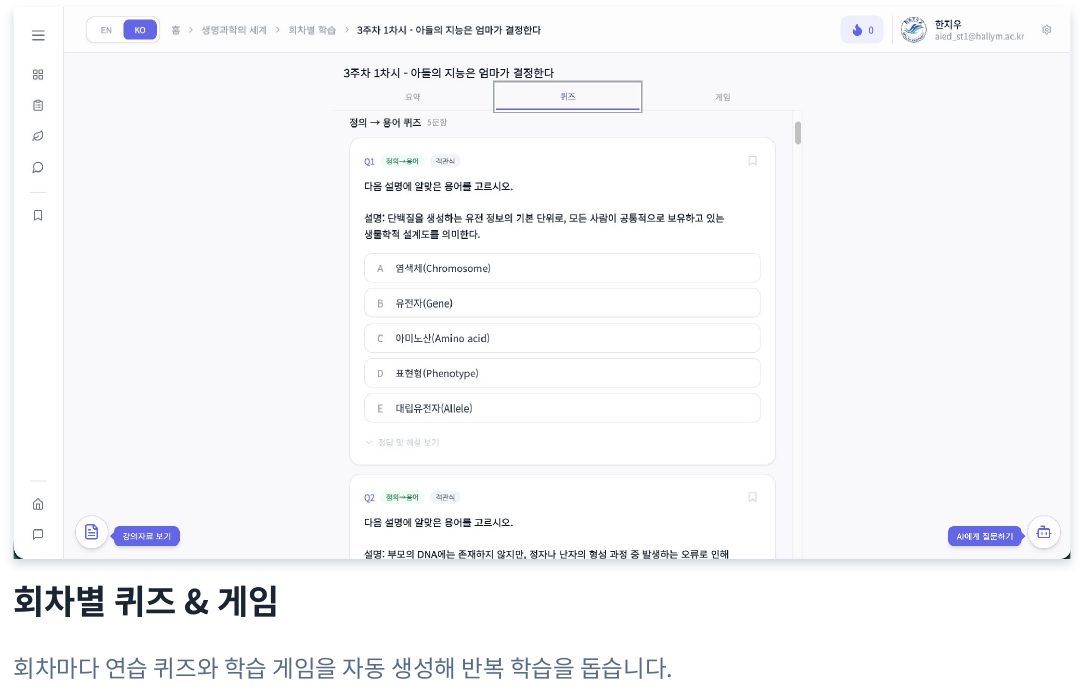 EN KO 홈 > 생명과학의 세계 > 회차별 학습 > 3주차 1차시 - 아들의 지능은 엄마가 결정한다
0
한지우
aied_st1@hallym.ac.kr
3주차 1차시 - 아들의 지능은 엄마가 결정한다
요약 퀴즈 게임
정의 → 용어 퀴즈 5문항
Q1 정의→용어 객관식
다음 설명에 알맞은 용어를 고르시오.
설명: 단백질을 생성하는 유전 정보의 기본 단위로, 모든 사람이 공통적으로 보유하고 있는
생물학적 설계도를 의미한다.
A 염색체(Chromosome)
B 유전자(Gene)
C 아미노산(Amino acid)
D 표현형(Phenotype)
E 대립유전자(Allele)
정답 및 해설 보기
Q2 정의→용어 객관식
다음 설명에 알맞은 용어를 고르시오.
설명: 부모의 DNA에는 존재하지 않지만, 정자나 난자의 형성 과정 중 발생하는 오류로 인해
강의자료 보기
AI에게 질문하기
회차별 퀴즈 & 게임
회차마다 연습 퀴즈와 학습 게임을 자동 생성해 반복 학습을 돕습니다.